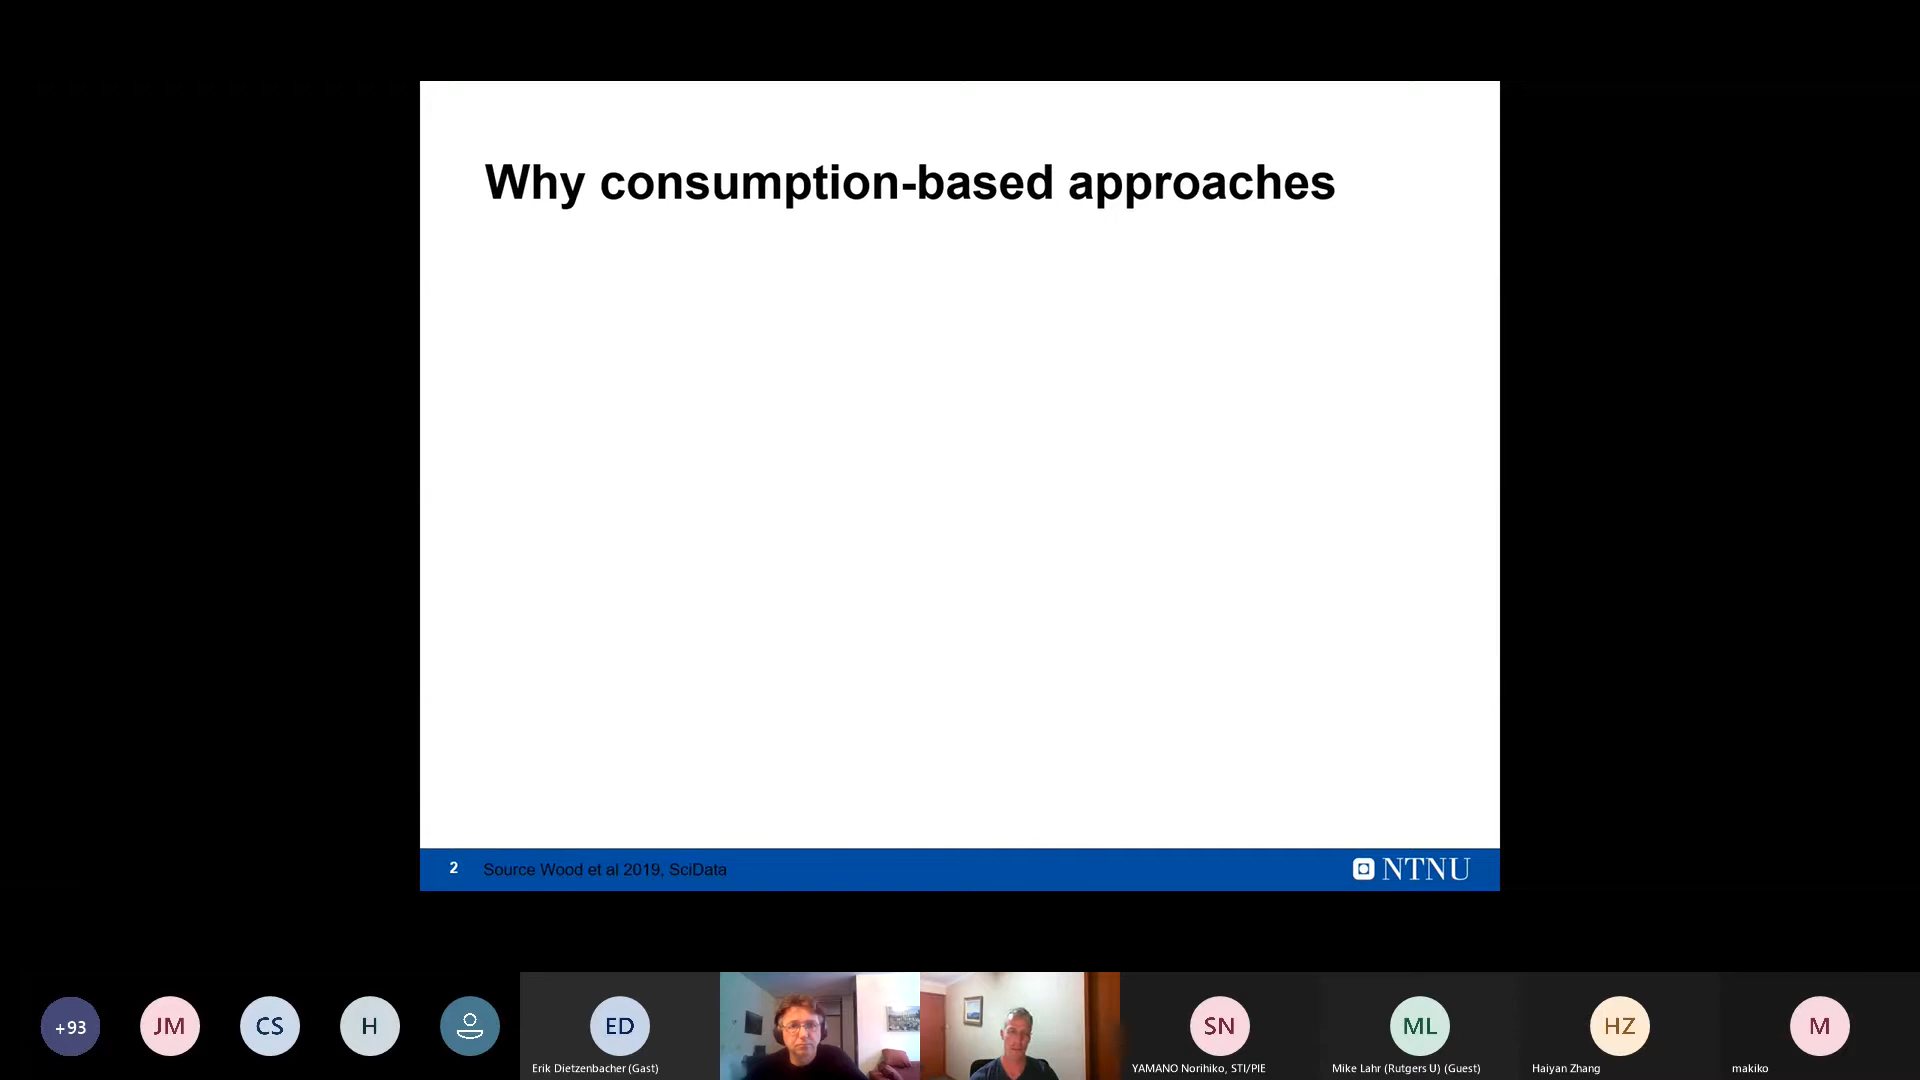 Why consumption-based approaches
2 Source Wood et al 2019, SciData
NTNU
+93 JM CS H ED SN ML HZ M
Erik Dietzenbacher (Gast) YAMANO Norihiko, STI/PIE Mike Lahr (Rutgers U) (Guest) Haiyan Zhang makiko